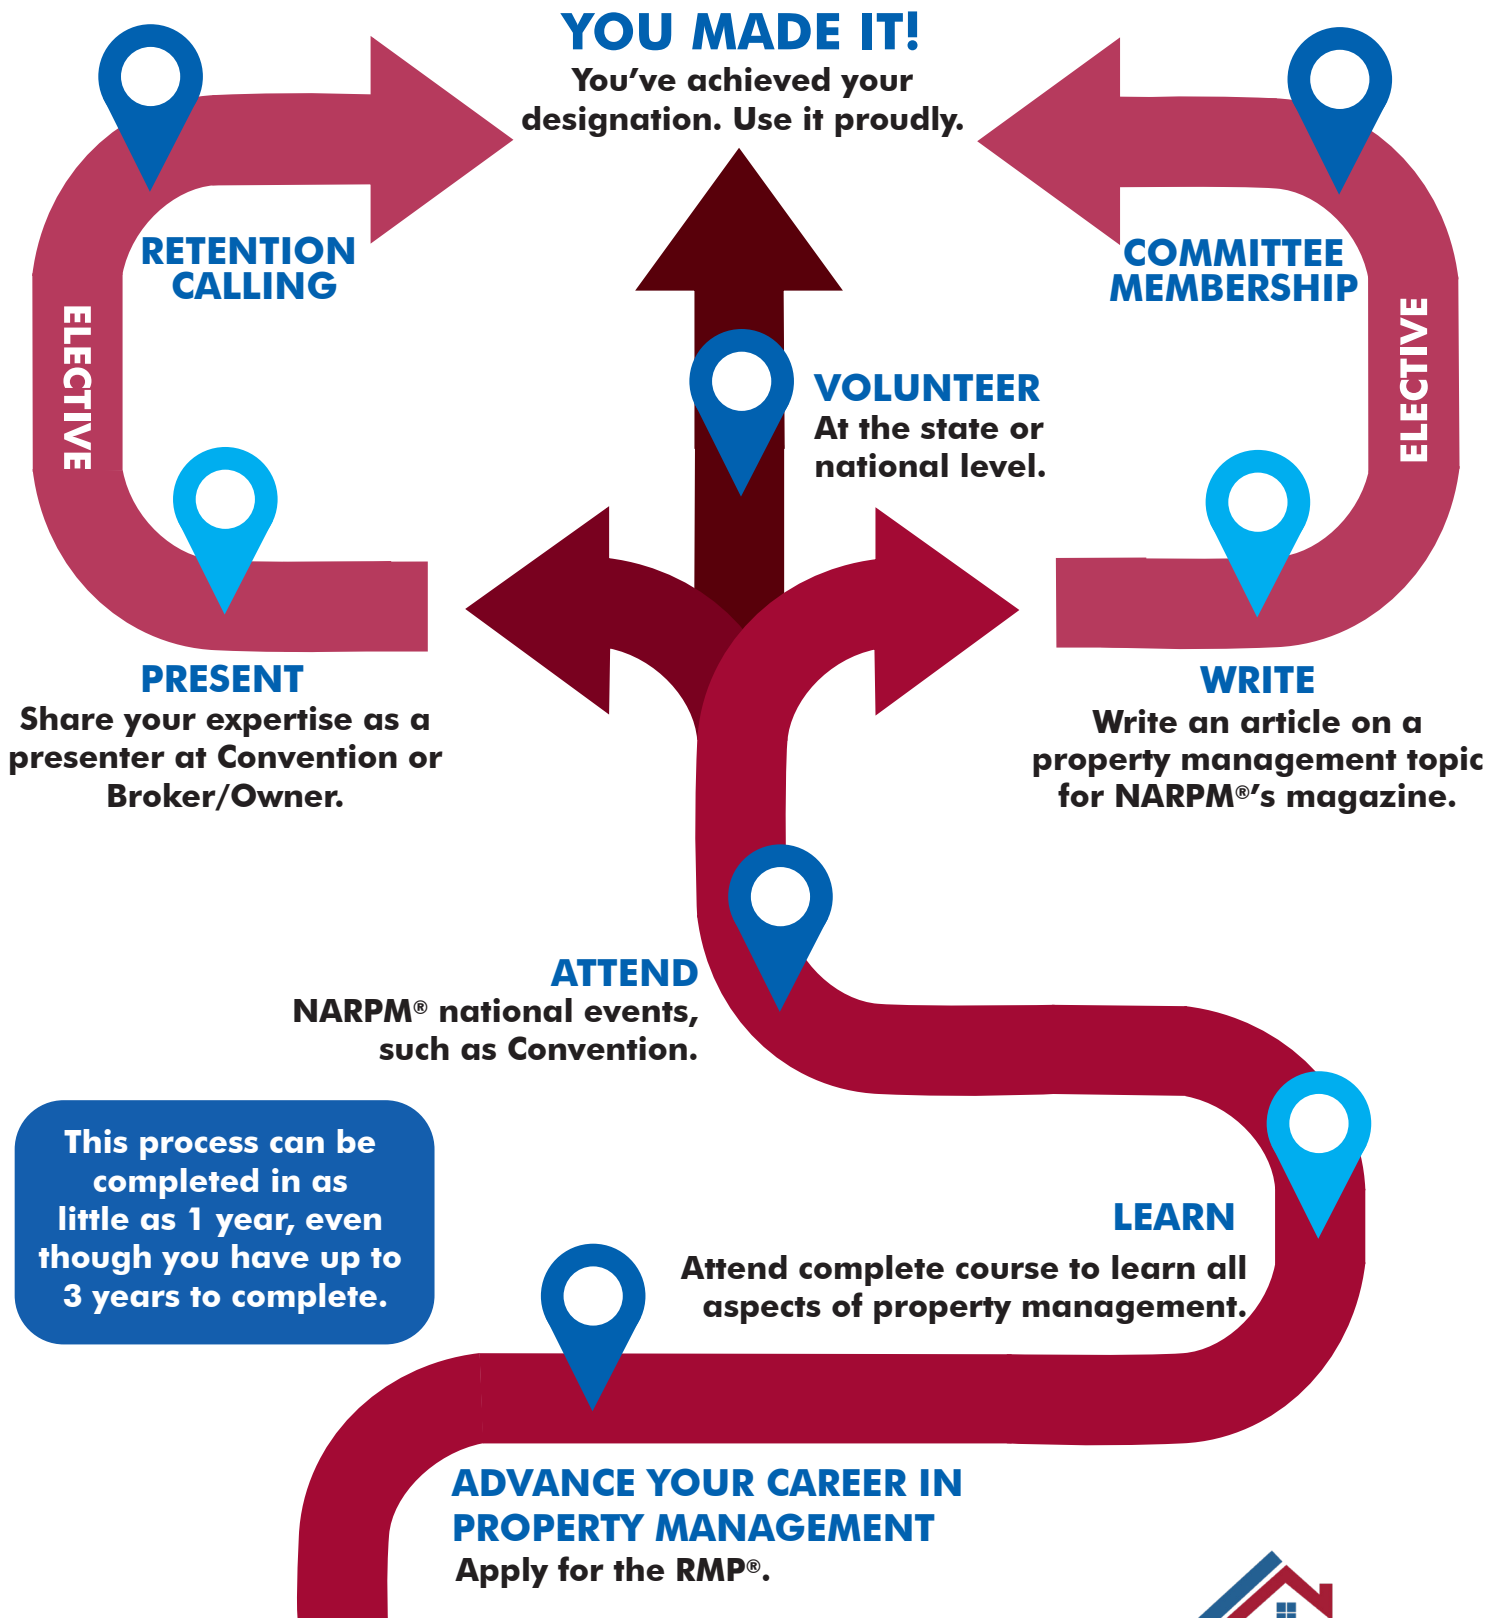 YOU MADE IT!
You've achieved your
designation. Use it proudly.
RETENTION
CALLING
COMMITTEE
MEMBERSHIP
ELECTIVE
ELECTIVE
VOLUNTEER
At the state or
national level.
PRESENT
Share your expertise as a
presenter at Convention or
Broker/Owner.
WRITE
Write an article on a
property management topic
for NARPM®'s magazine.
ATTEND
NARPM® national events,
such as Convention.
This process can be
completed in as
little as 1 year, even
though you have up to
3 years to complete.
LEARN
Attend complete course to learn all
aspects of property management.
ADVANCE YOUR CAREER IN
PROPERTY MANAGEMENT
Apply for the RMP®.